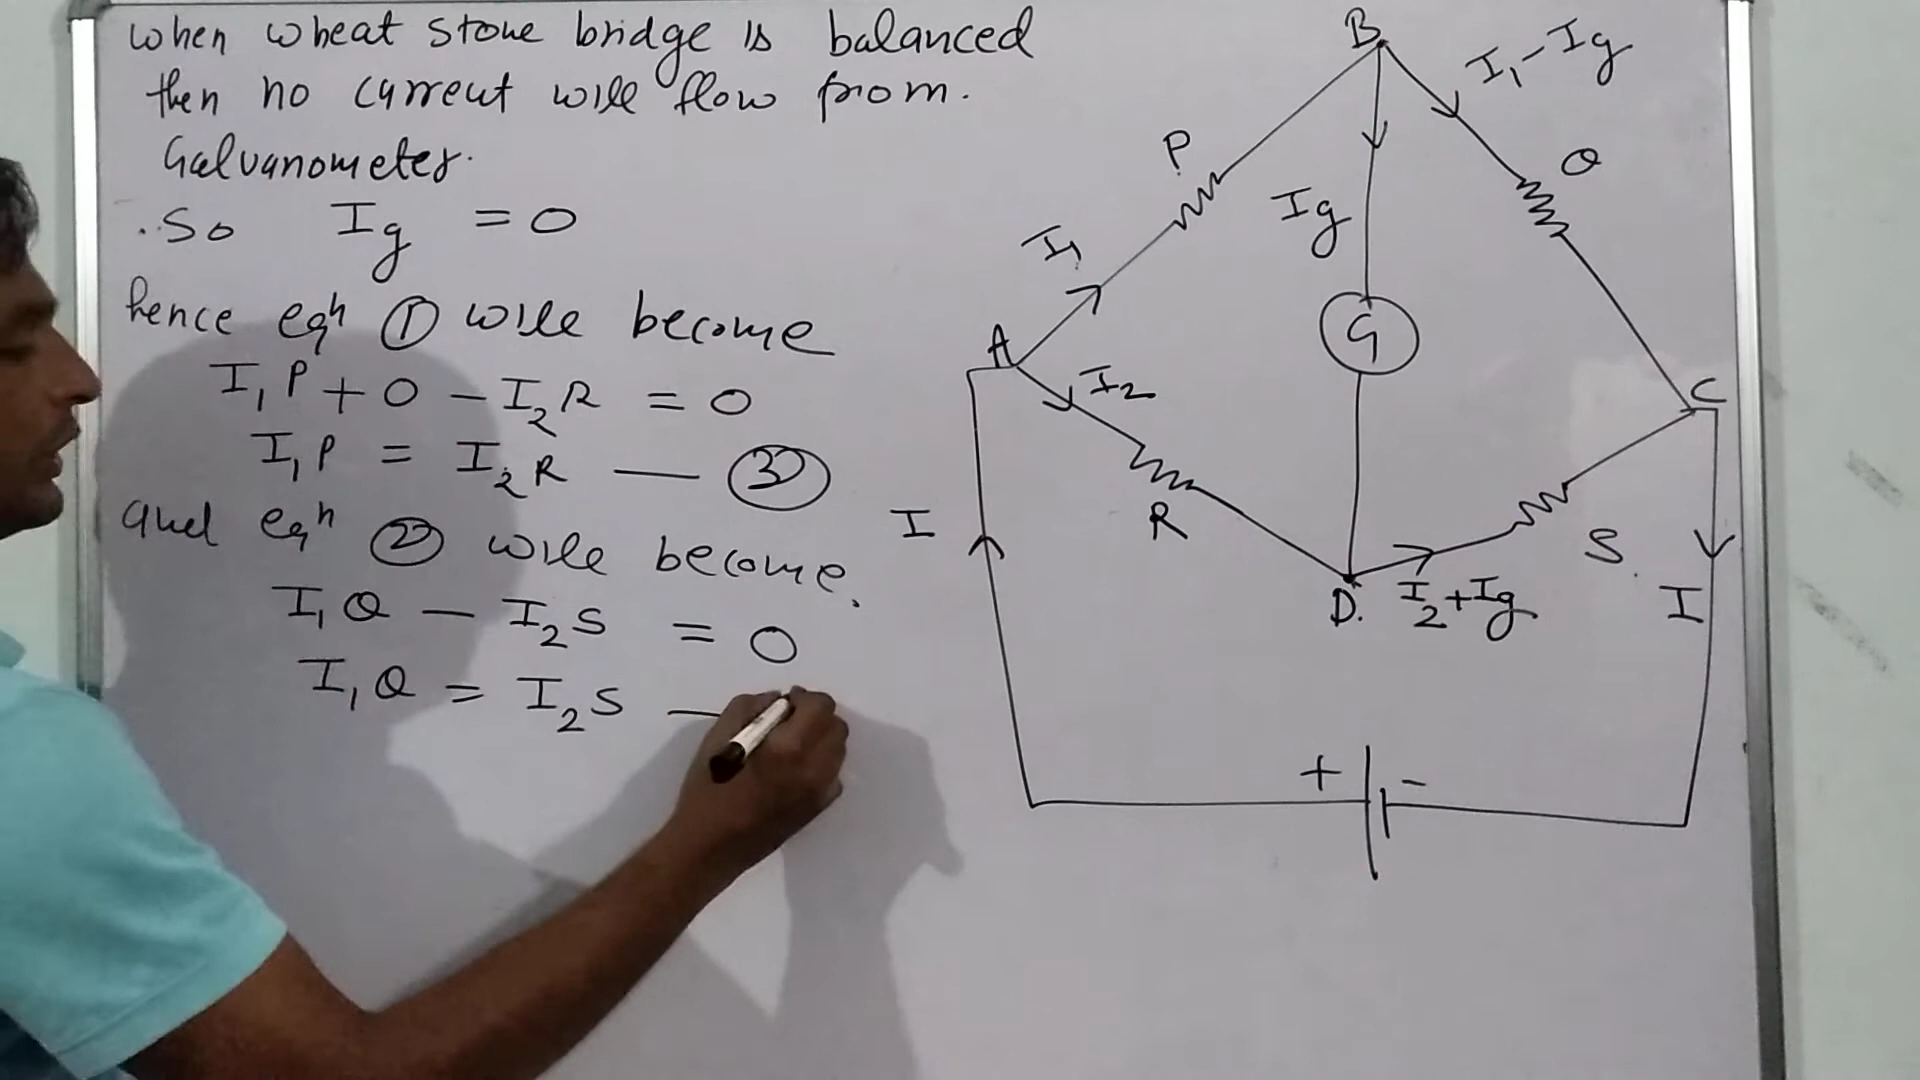 when wheat stone bridge is balanced
then no current will flow from.
Galvanometer.
So Ig = 0
hence eqn ① will become
I1P + 0 - I2R = 0
I1P = I2R — ③
and eqn ② will become.
I1Q - I2S = 0
I1Q = I2S —
B
I1-Ig
P
Q
Ig
I1
G
A
I2
C
R
I
S.
D.
I2+Ig
I
+ -